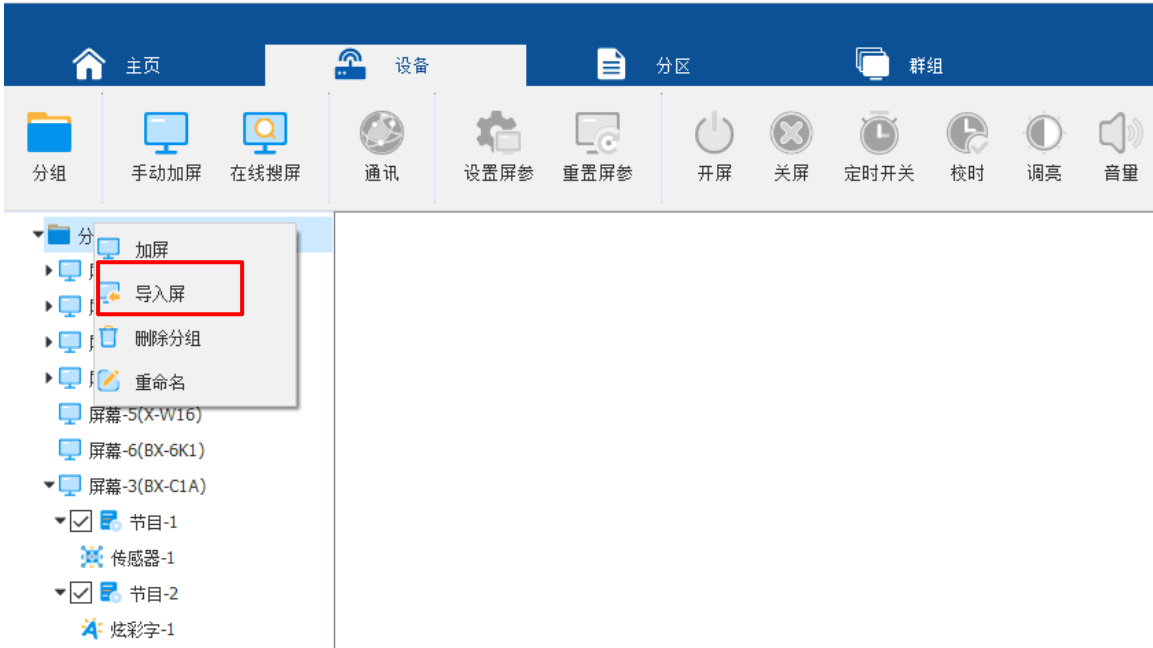 主页
设备
分区
群组
分组
手动加屏
在线搜屏
通讯
设置屏参
重置屏参
开屏
关屏
定时开关
校时
调亮
音量
分
加屏
导入屏
删除分组
重命名
屏幕-5(X-W16)
屏幕-6(BX-6K1)
屏幕-3(BX-C1A)
节目-1
传感器-1
节目-2
炫彩字-1